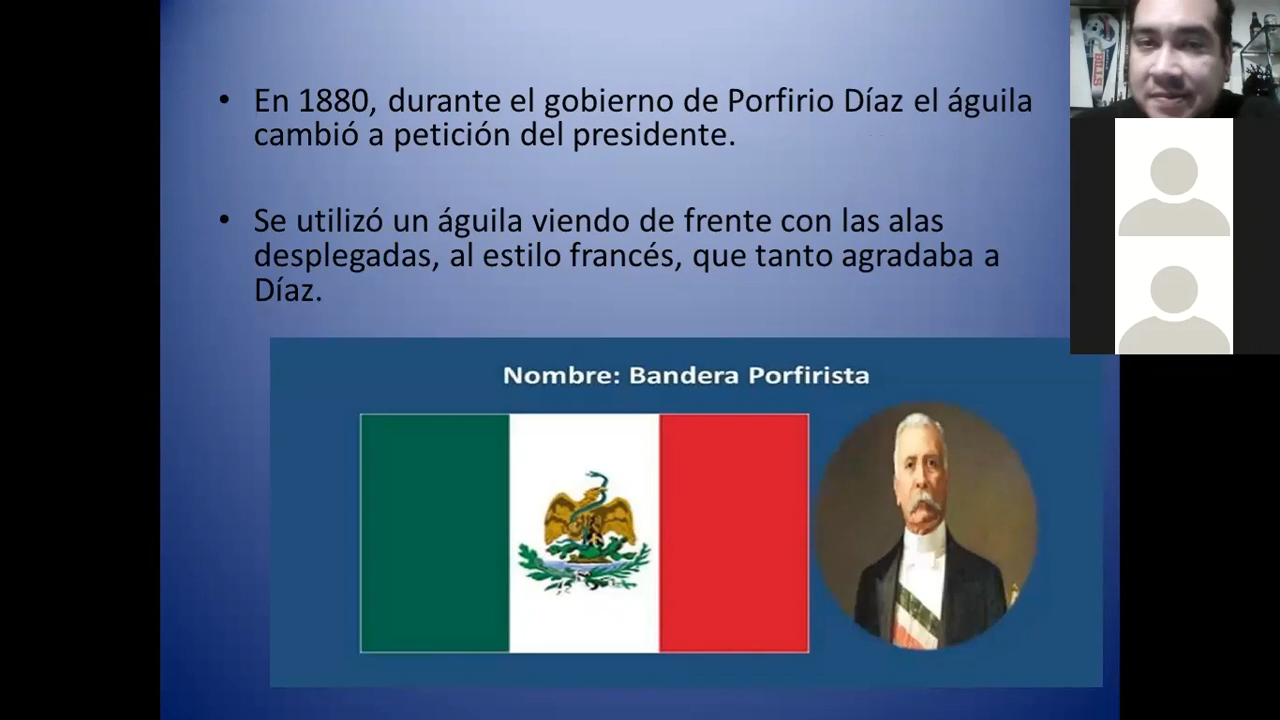 • En 1880, durante el gobierno de Porfirio Díaz el águila
cambió a petición del presidente.
• Se utilizó un águila viendo de frente con las alas
desplegadas, al estilo francés, que tanto agradaba a
Díaz.
Nombre: Bandera Porfirista
BILLS